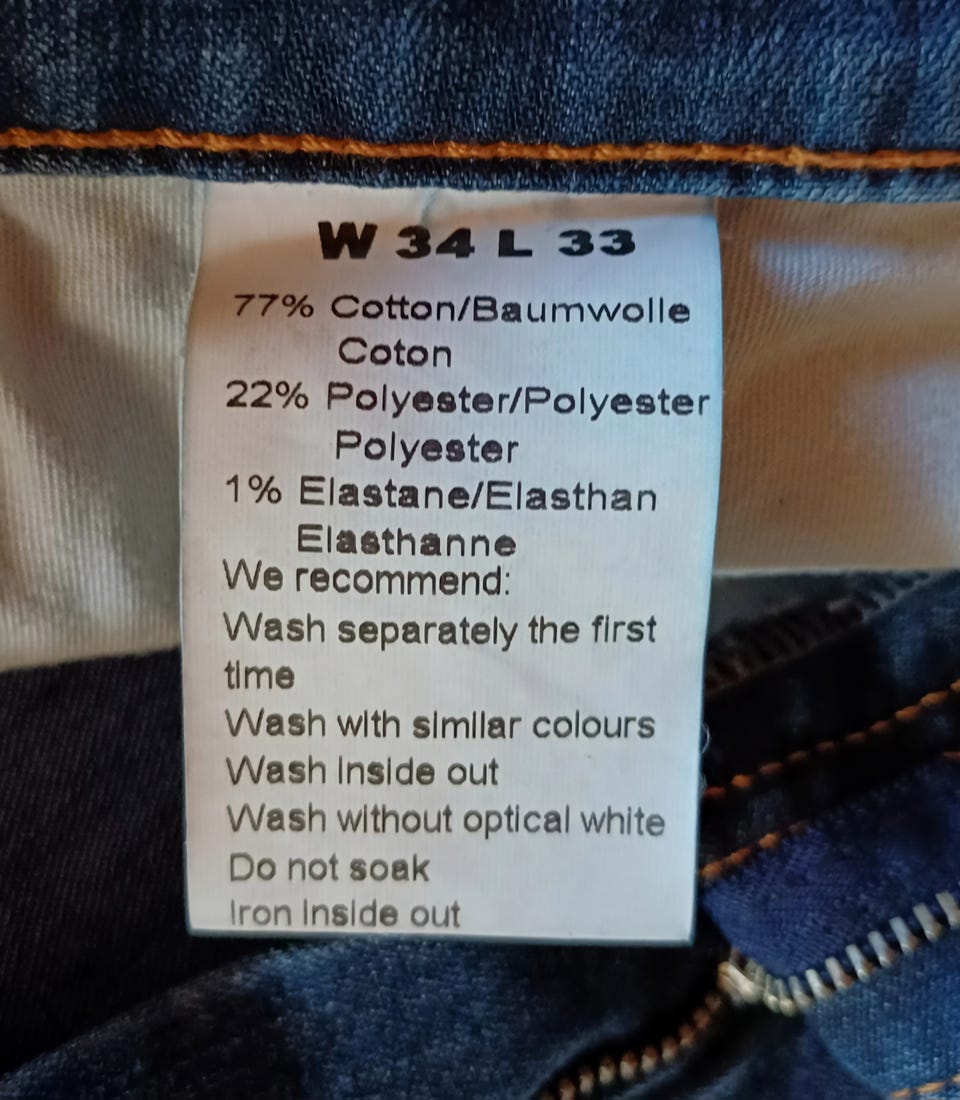 W 34 L 33
77% Cotton/Baumwolle
Coton
22% Polyester/Polyester
Polyester
1% Elastane/Elasthan
Elasthanne
We recommend:
Wash separately the first
time
Wash with similar colours
Wash inside out
Wash without optical white
Do not soak
Iron inside out